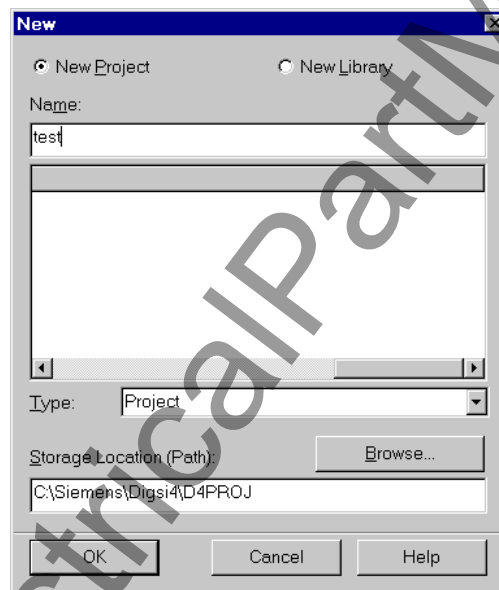 New
New Project
New Library
Name:
test
Type:
Project
Storage Location (Path):
Browse...
C:\Siemens\Digsi4\D4PROJ
OK
Cancel
Help
ctricalPartM